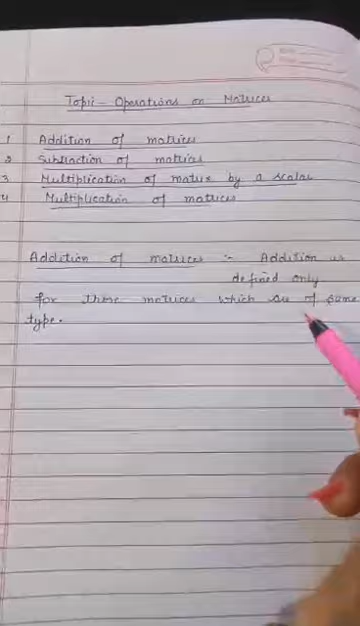 Topic - Operations on Matrices
1 Addition of matrices
2 Subtraction of matrices
3 Multiplication of matrix by a scalar
4 Multiplication of matrices
Addition of matrices :- Addition is
defined only
for those matrices which are of same
type.